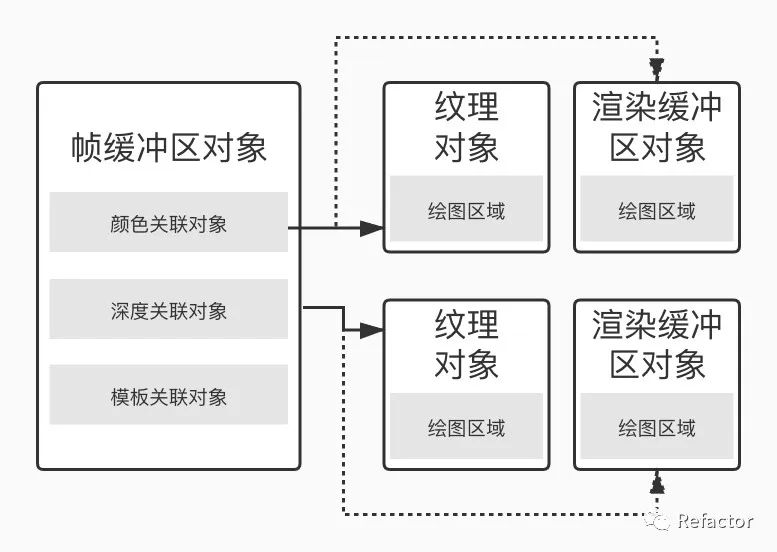 帧缓冲区对象
颜色关联对象
深度关联对象
模板关联对象
纹理
对象
绘图区域
渲染缓冲
区对象
绘图区域
纹理
对象
绘图区域
渲染缓冲
区对象
绘图区域
Refactor